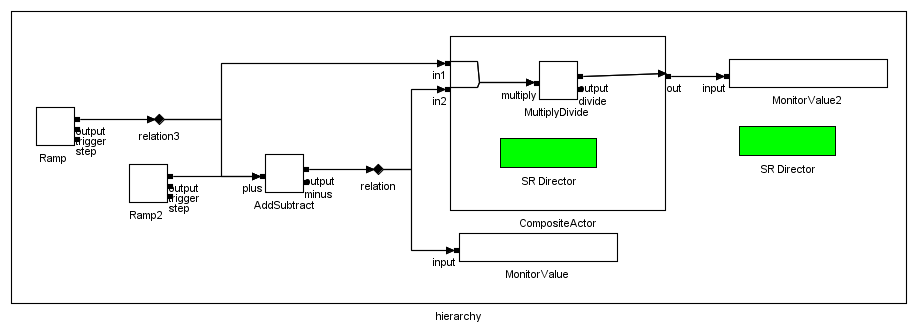 in1
in2
multiply
output
divide
MultiplyDivide
out
input
MonitorValue2
output
trigger
step
Ramp
relation3
SR Director
SR Director
output
trigger
step
Ramp2
plus
output
minus
AddSubtract
relation
CompositeActor
input
MonitorValue
hierarchy